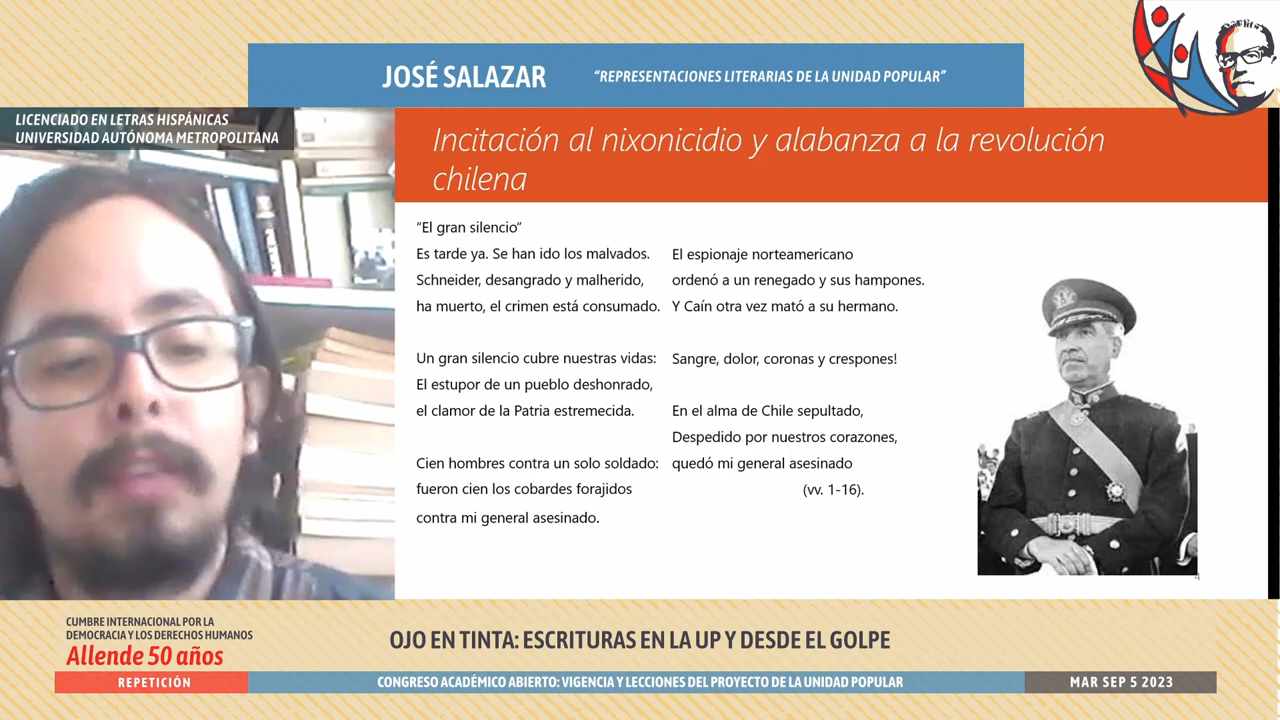 JOSÉ SALAZAR
“REPRESENTACIONES LITERARIAS DE LA UNIDAD POPULAR”
LICENCIADO EN LETRAS HISPÁNICAS
UNIVERSIDAD AUTÓNOMA METROPOLITANA
Incitación al nixonicidio y alabanza a la revolución
chilena
“El gran silencio”
Es tarde ya. Se han ido los malvados.
Schneider, desangrado y malherido,
ha muerto, el crimen está consumado.
Un gran silencio cubre nuestras vidas:
El estupor de un pueblo deshonrado,
el clamor de la Patria estremecida.
Cien hombres contra un solo soldado:
fueron cien los cobardes forajidos
contra mi general asesinado.
El espionaje norteamericano
ordenó a un renegado y sus hampones.
Y Caín otra vez mató a su hermano.
Sangre, dolor, coronas y crespones!
En el alma de Chile sepultado,
Despedido por nuestros corazones,
quedó mi general asesinado
(vv. 1-16).
4
CUMBRE INTERNACIONAL POR LA
DEMOCRACIA Y LOS DERECHOS HUMANOS
Allende 50 años
REPETICIÓN
OJO EN TINTA: ESCRITURAS EN LA UP Y DESDE EL GOLPE
CONGRESO ACADÉMICO ABIERTO: VIGENCIA Y LECCIONES DEL PROYECTO DE LA UNIDAD POPULAR
MAR SEP 5 2023